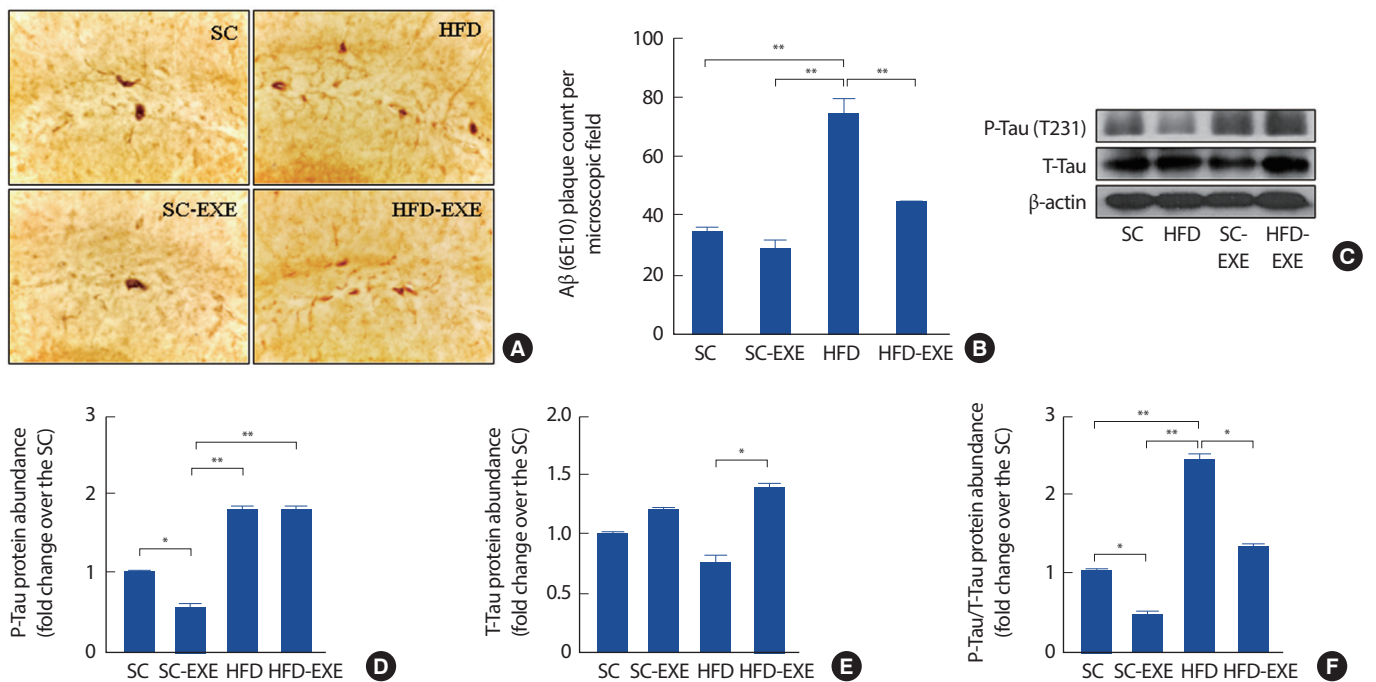 SC
HFD
SC-EXE
HFD-EXE
A
Aβ (6E10) plaque count per
microscopic field
100
80
60
40
20
0
**
**
**
SC
SC-EXE
HFD
HFD-EXE
B
P-Tau (T231)
T-Tau
β-actin
SC
HFD
SC-
EXE
HFD-
EXE
C
P-Tau protein abundance
(fold change over the SC)
3
2
1
0
**
**
*
SC
SC-EXE
HFD
HFD-EXE
D
T-Tau protein abundance
(fold change over the SC)
2.0
1.5
1.0
0.5
0
*
SC
SC-EXE
HFD
HFD-EXE
E
P-Tau/T-Tau protein abundance
(fold change over the SC)
3
2
1
0
**
**
*
*
SC
SC-EXE
HFD
HFD-EXE
F